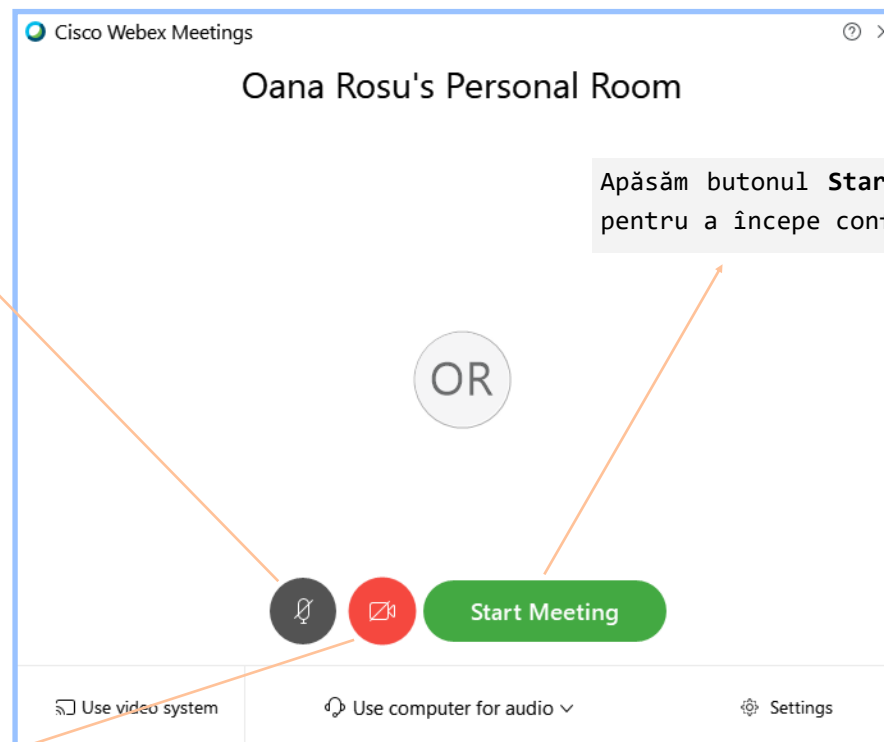 Cisco Webex Meetings
Oana Rosu's Personal Room
Apăsăm butonul
pentru a începe
OR
Start Meeting
Use video system
Use computer for audio
Settings